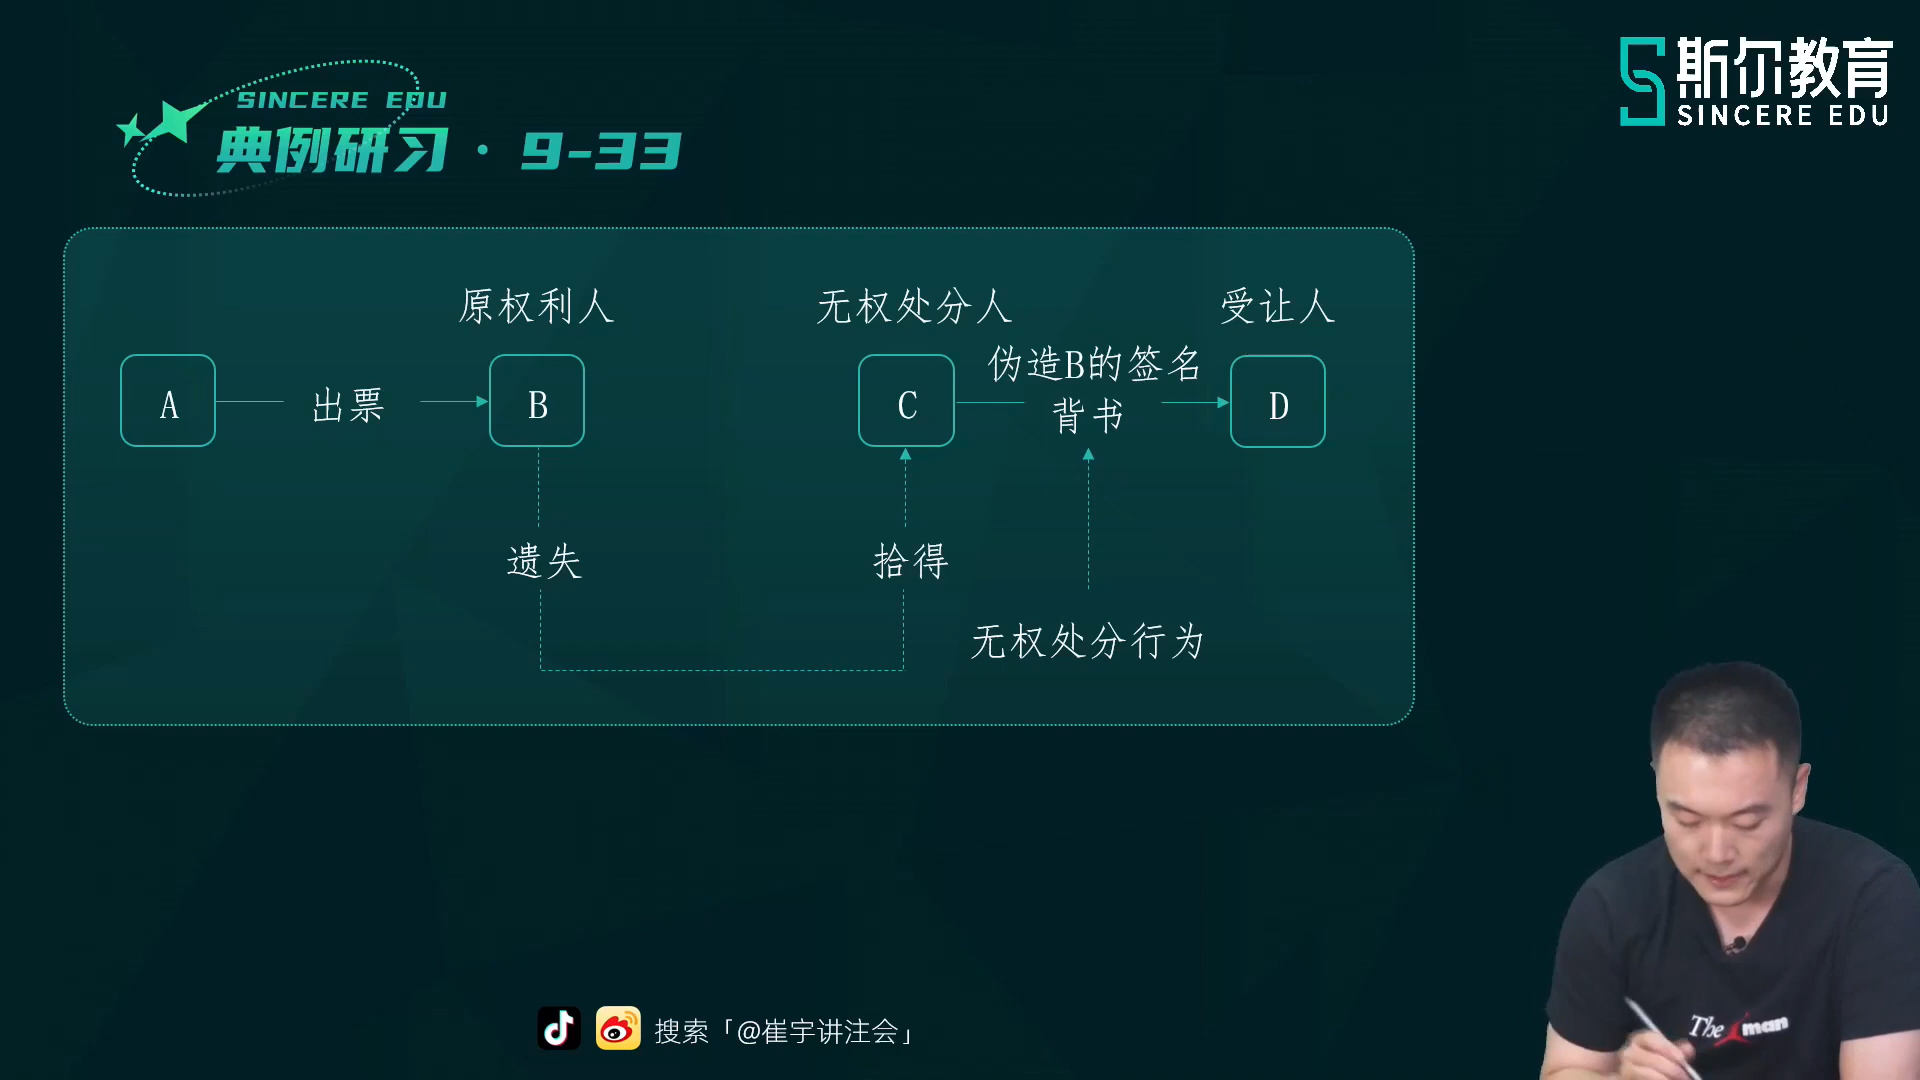 SINCERE EDU
典例研习·9-33
斯尔教育
SINCERE EDU
原权利人
无权处分人
受让人
A
出票
B
C
伪造B的签名
背书
D
遗失
拾得
无权处分行为
搜索「@崔宇讲注会」
The man